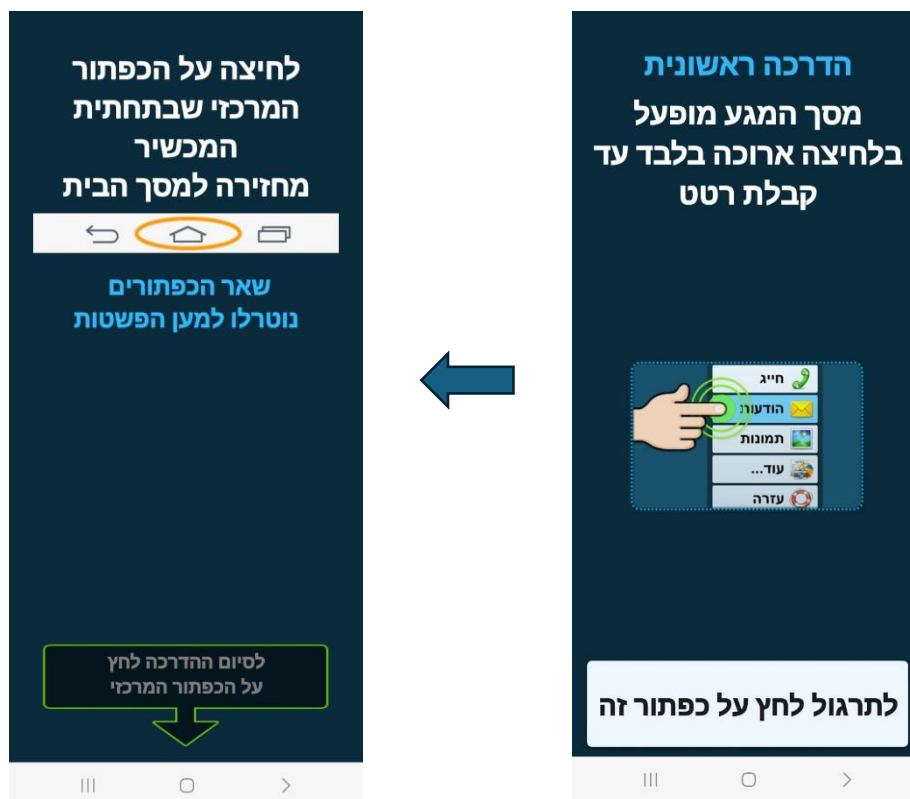 הדרכה ראשונית
מסך המגע מופעל
בלחיצה ארוכה בלבד עד
קבלת רטט
חייג
הודעות
תמונות
עוד...
עזרה
לתרגול לחץ על כפתור זה
לחיצה על הכפתור
המרכזי שבתחתית
המכשיר
מחזירה למסך הבית
שאר הכפתורים
נוטרלו למען הפשטות
לסיום ההדרכה לחץ
על הכפתור המרכזי